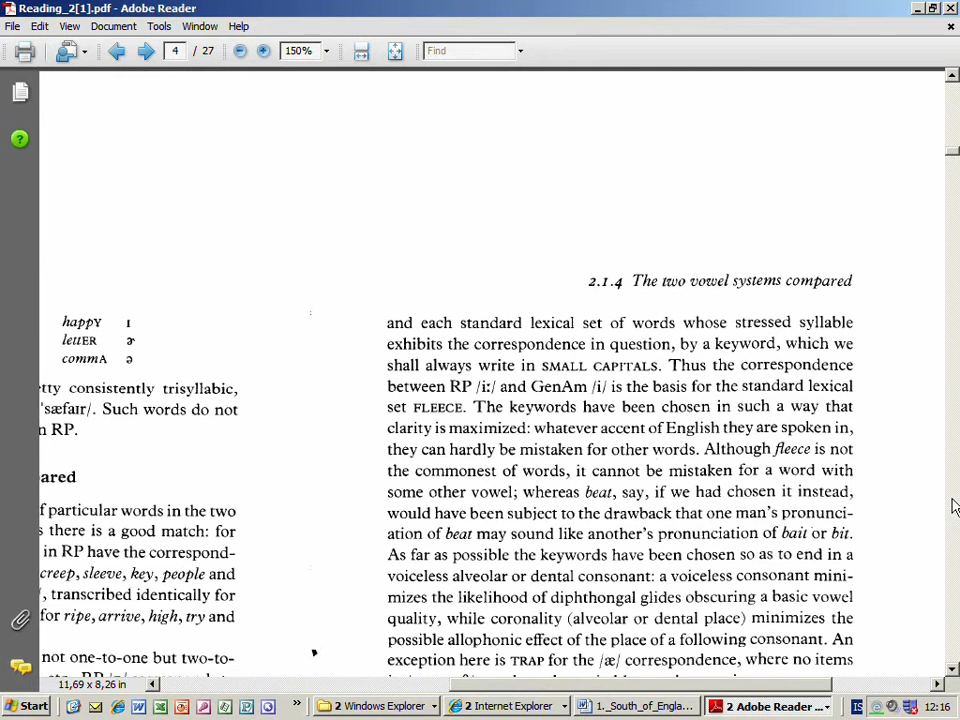 Reading_2[1].pdf - Adobe Reader
File Edit View Document Tools Window Help
4 / 27 150% Find
2.1.4 The two vowel systems compared
happY ɪ
lettER ɚ
commA ə
tty consistently trisyllabic,
ˈsæfaɪr/. Such words do not
n RP.
ared
f particular words in the two
s there is a good match: for
in RP have the correspond-
creep, sleeve, key, people and
, transcribed identically for
for ripe, arrive, high, try and
not one-to-one but two-to-
and each standard lexical set of words whose stressed syllable
exhibits the correspondence in question, by a keyword, which we
shall always write in SMALL CAPITALS. Thus the correspondence
between RP /iː/ and GenAm /i/ is the basis for the standard lexical
set FLEECE. The keywords have been chosen in such a way that
clarity is maximized: whatever accent of English they are spoken in,
they can hardly be mistaken for other words. Although fleece is not
the commonest of words, it cannot be mistaken for a word with
some other vowel; whereas beat, say, if we had chosen it instead,
would have been subject to the drawback that one man's pronunci-
ation of beat may sound like another's pronunciation of bait or bit.
As far as possible the keywords have been chosen so as to end in a
voiceless alveolar or dental consonant: a voiceless consonant mini-
mizes the likelihood of diphthongal glides obscuring a basic vowel
quality, while coronality (alveolar or dental place) minimizes the
possible allophonic effect of the place of a following consonant. An
exception here is TRAP for the /æ/ correspondence, where no items
11,69 x 8,26 in
Start 2 Windows Explorer 2 Internet Explorer 1._South_of_Engla... 2 Adobe Reader IS 12:16